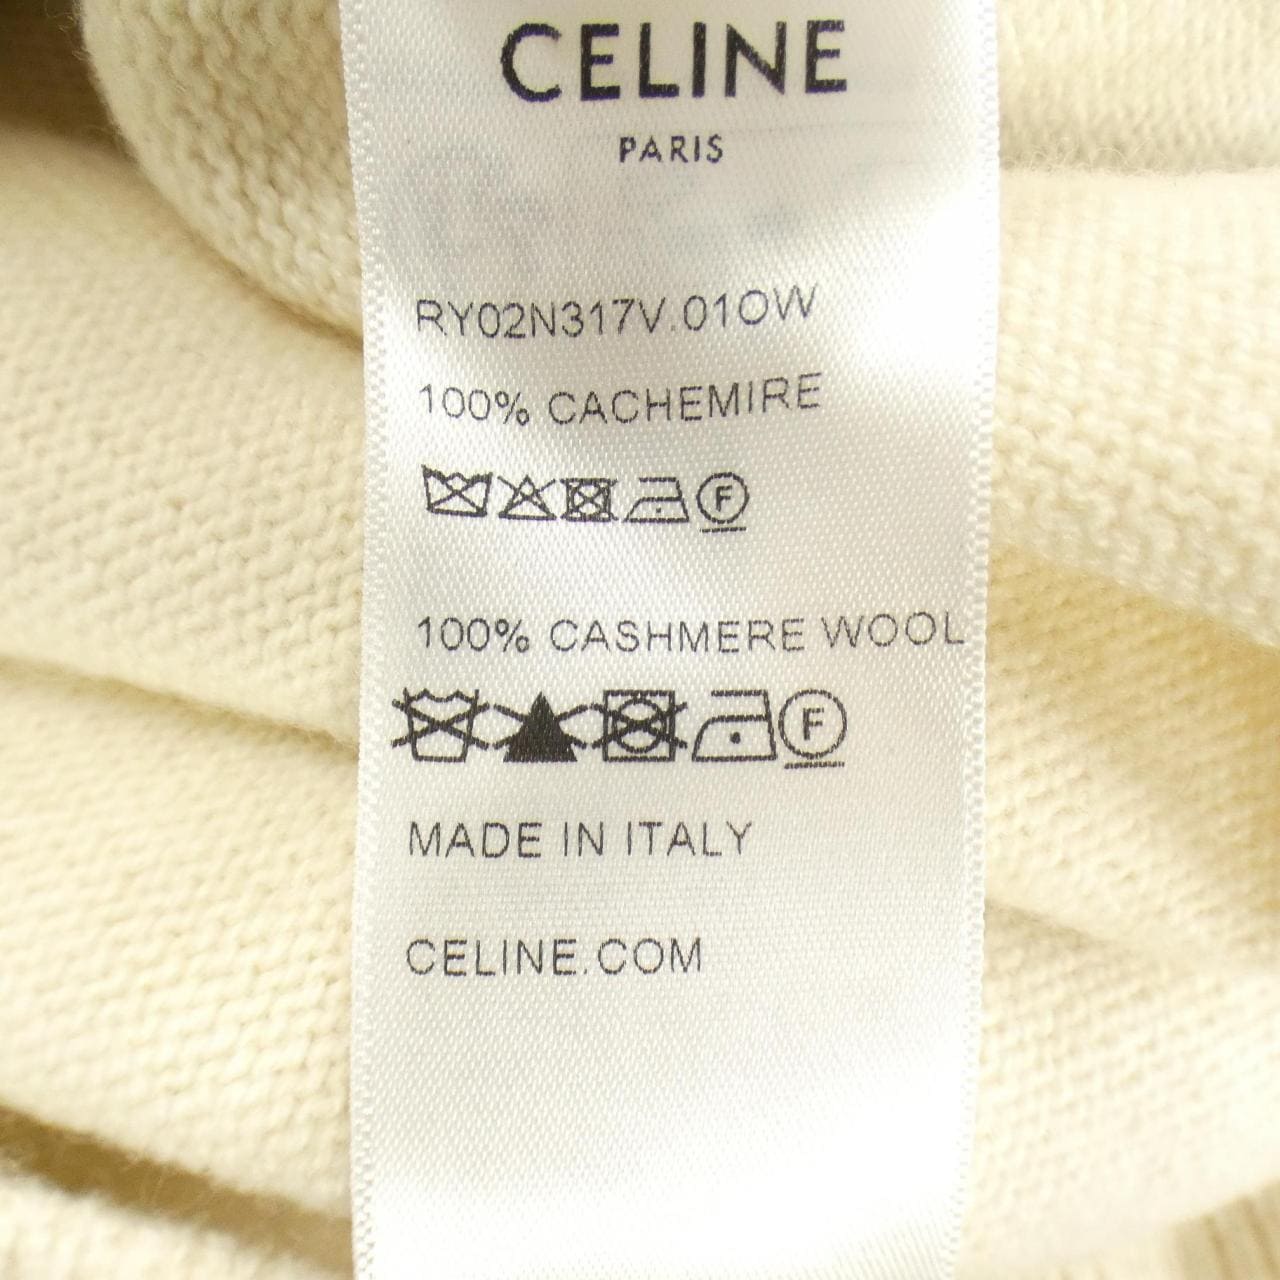 CELINE
PARIS
RY02N317V.01OW
100% CACHEMIRE
F
100% CASHMERE WOOL
F
MADE IN ITALY
CELINE.COM